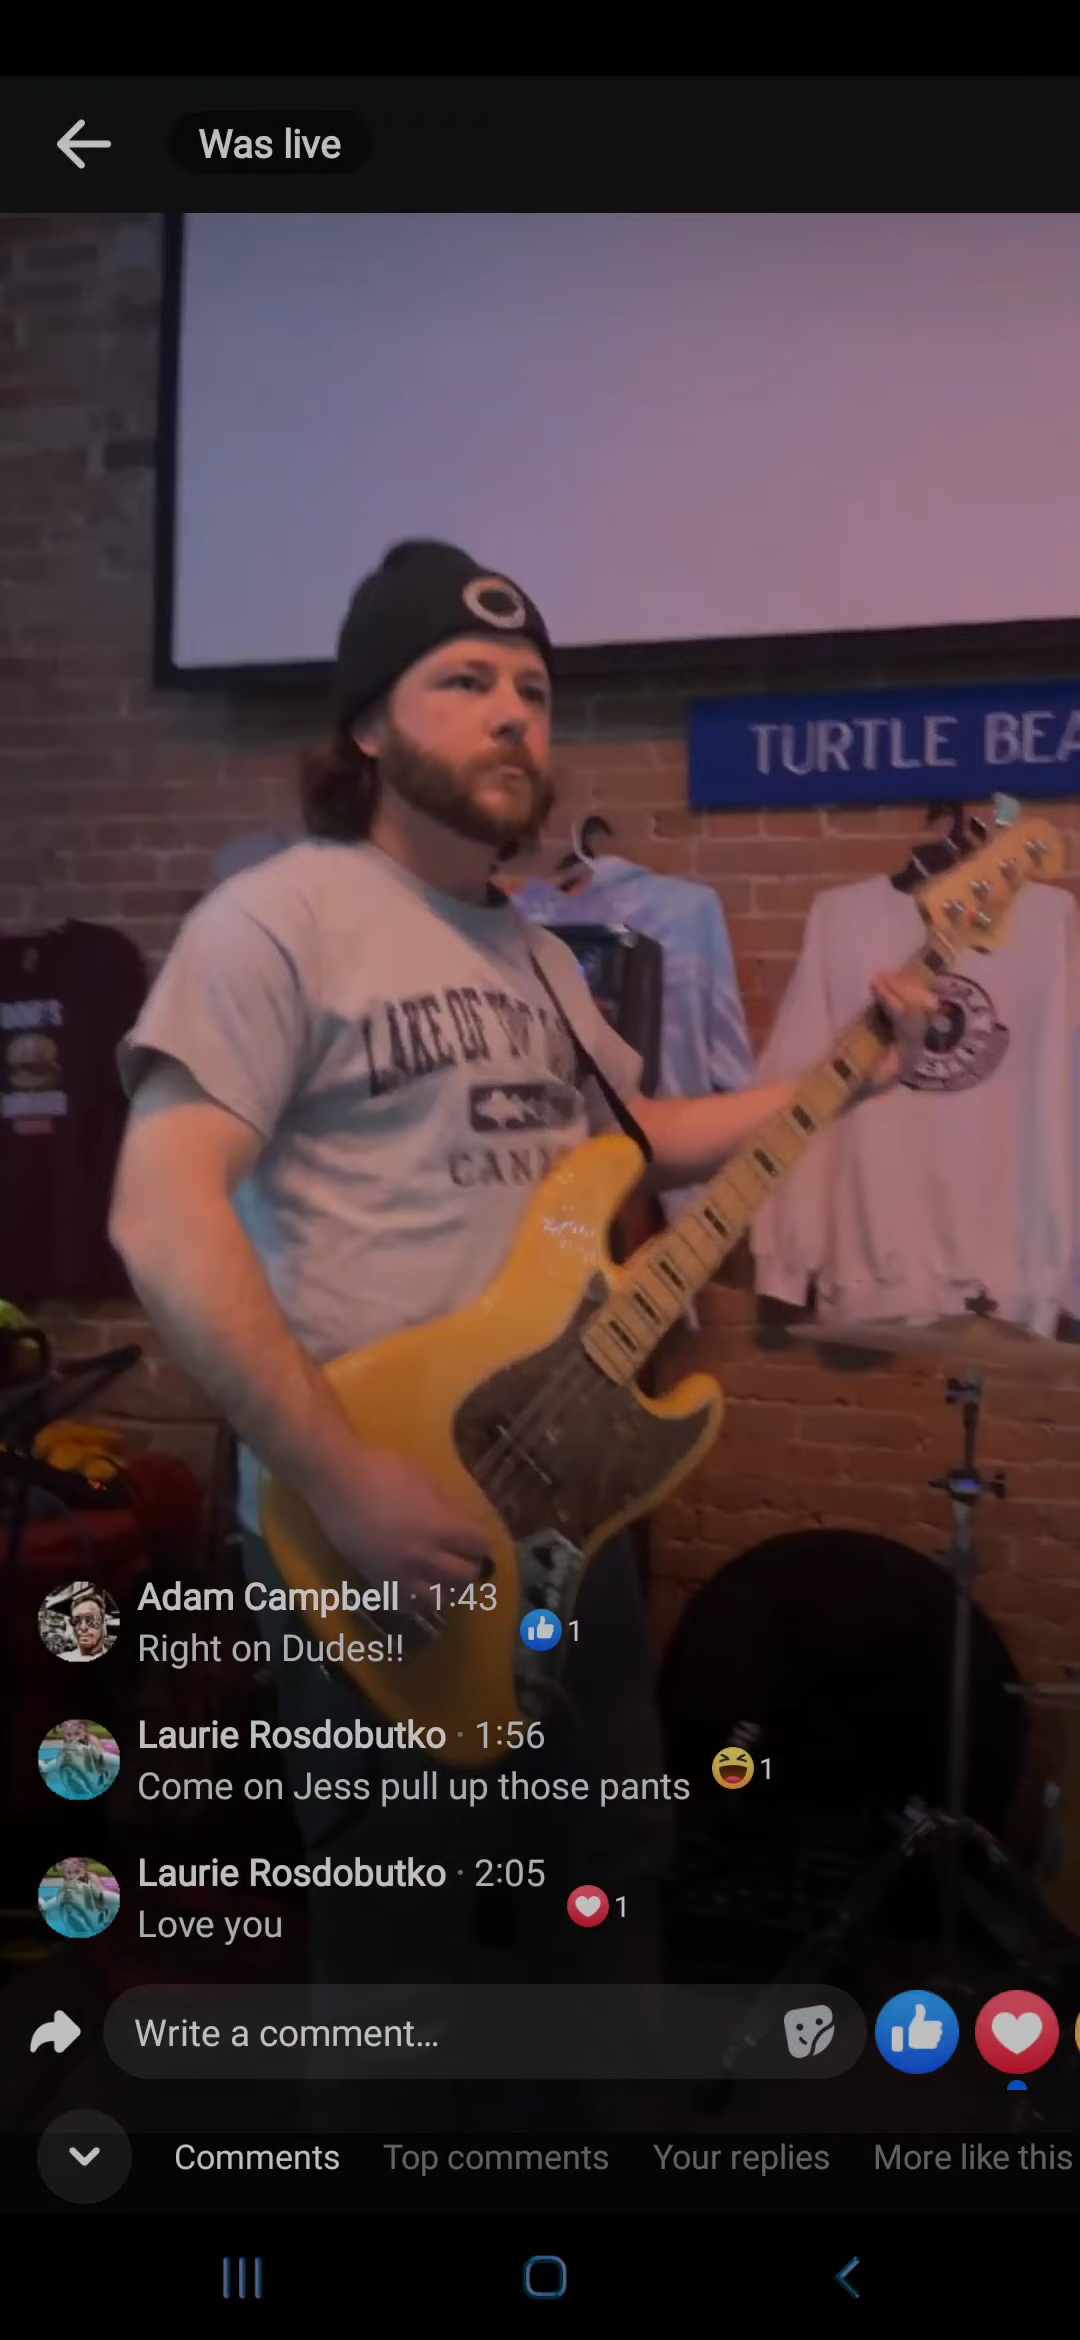 Was live
TURTLE BEA
LAKE OF
CAN
Adam Campbell · 1:43
Right on Dudes!!
1
Laurie Rosdobutko · 1:56
Come on Jess pull up those pants
1
Laurie Rosdobutko · 2:05
Love you
1
Write a comment...
Comments Top comments Your replies More like this